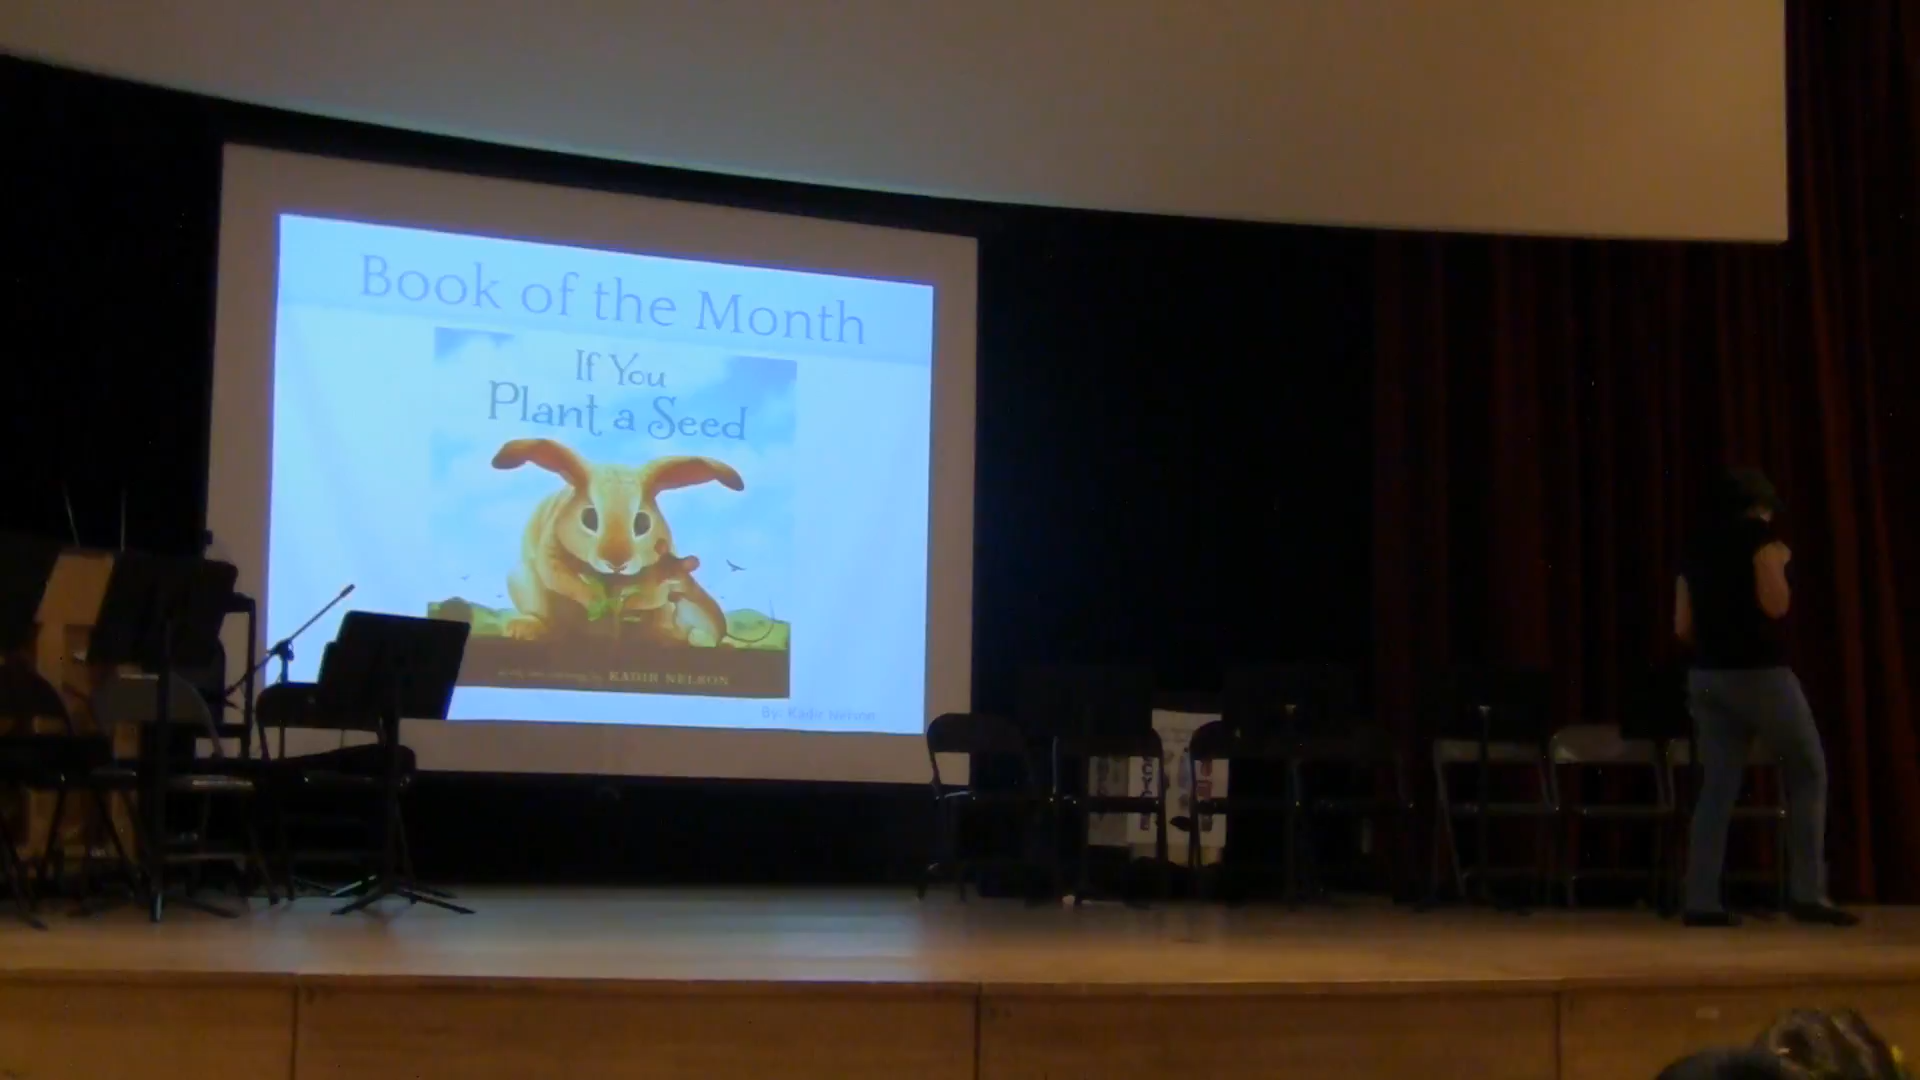 Book of the Month
If You
Plant a Seed
KADIR NELSON
By: Kadir Nelson